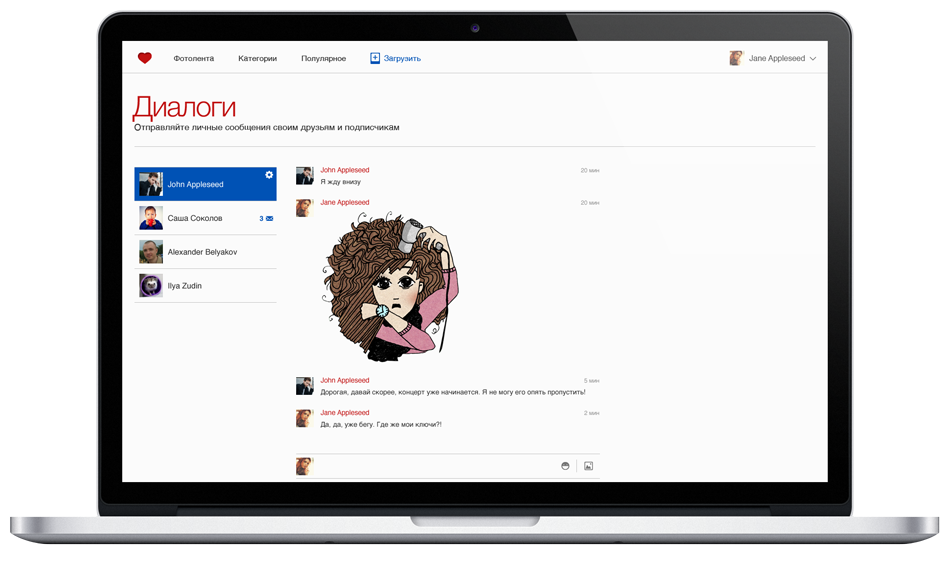 Фотолента Категории Популярное Загрузить Jane Appleseed
Диалоги
Отправляйте личные сообщения своим друзьям и подписчикам
John Appleseed
Саша Соколов 3
Alexander Belyakov
Ilya Zudin
John Appleseed 20 мин
Я жду внизу
Jane Appleseed 20 мин
John Appleseed 5 мин
Дорогая, давай скорее, концерт уже начинается. Я не могу его опять пропустить!
Jane Appleseed 2 мин
Да, да, уже бегу. Где же мои ключи?!